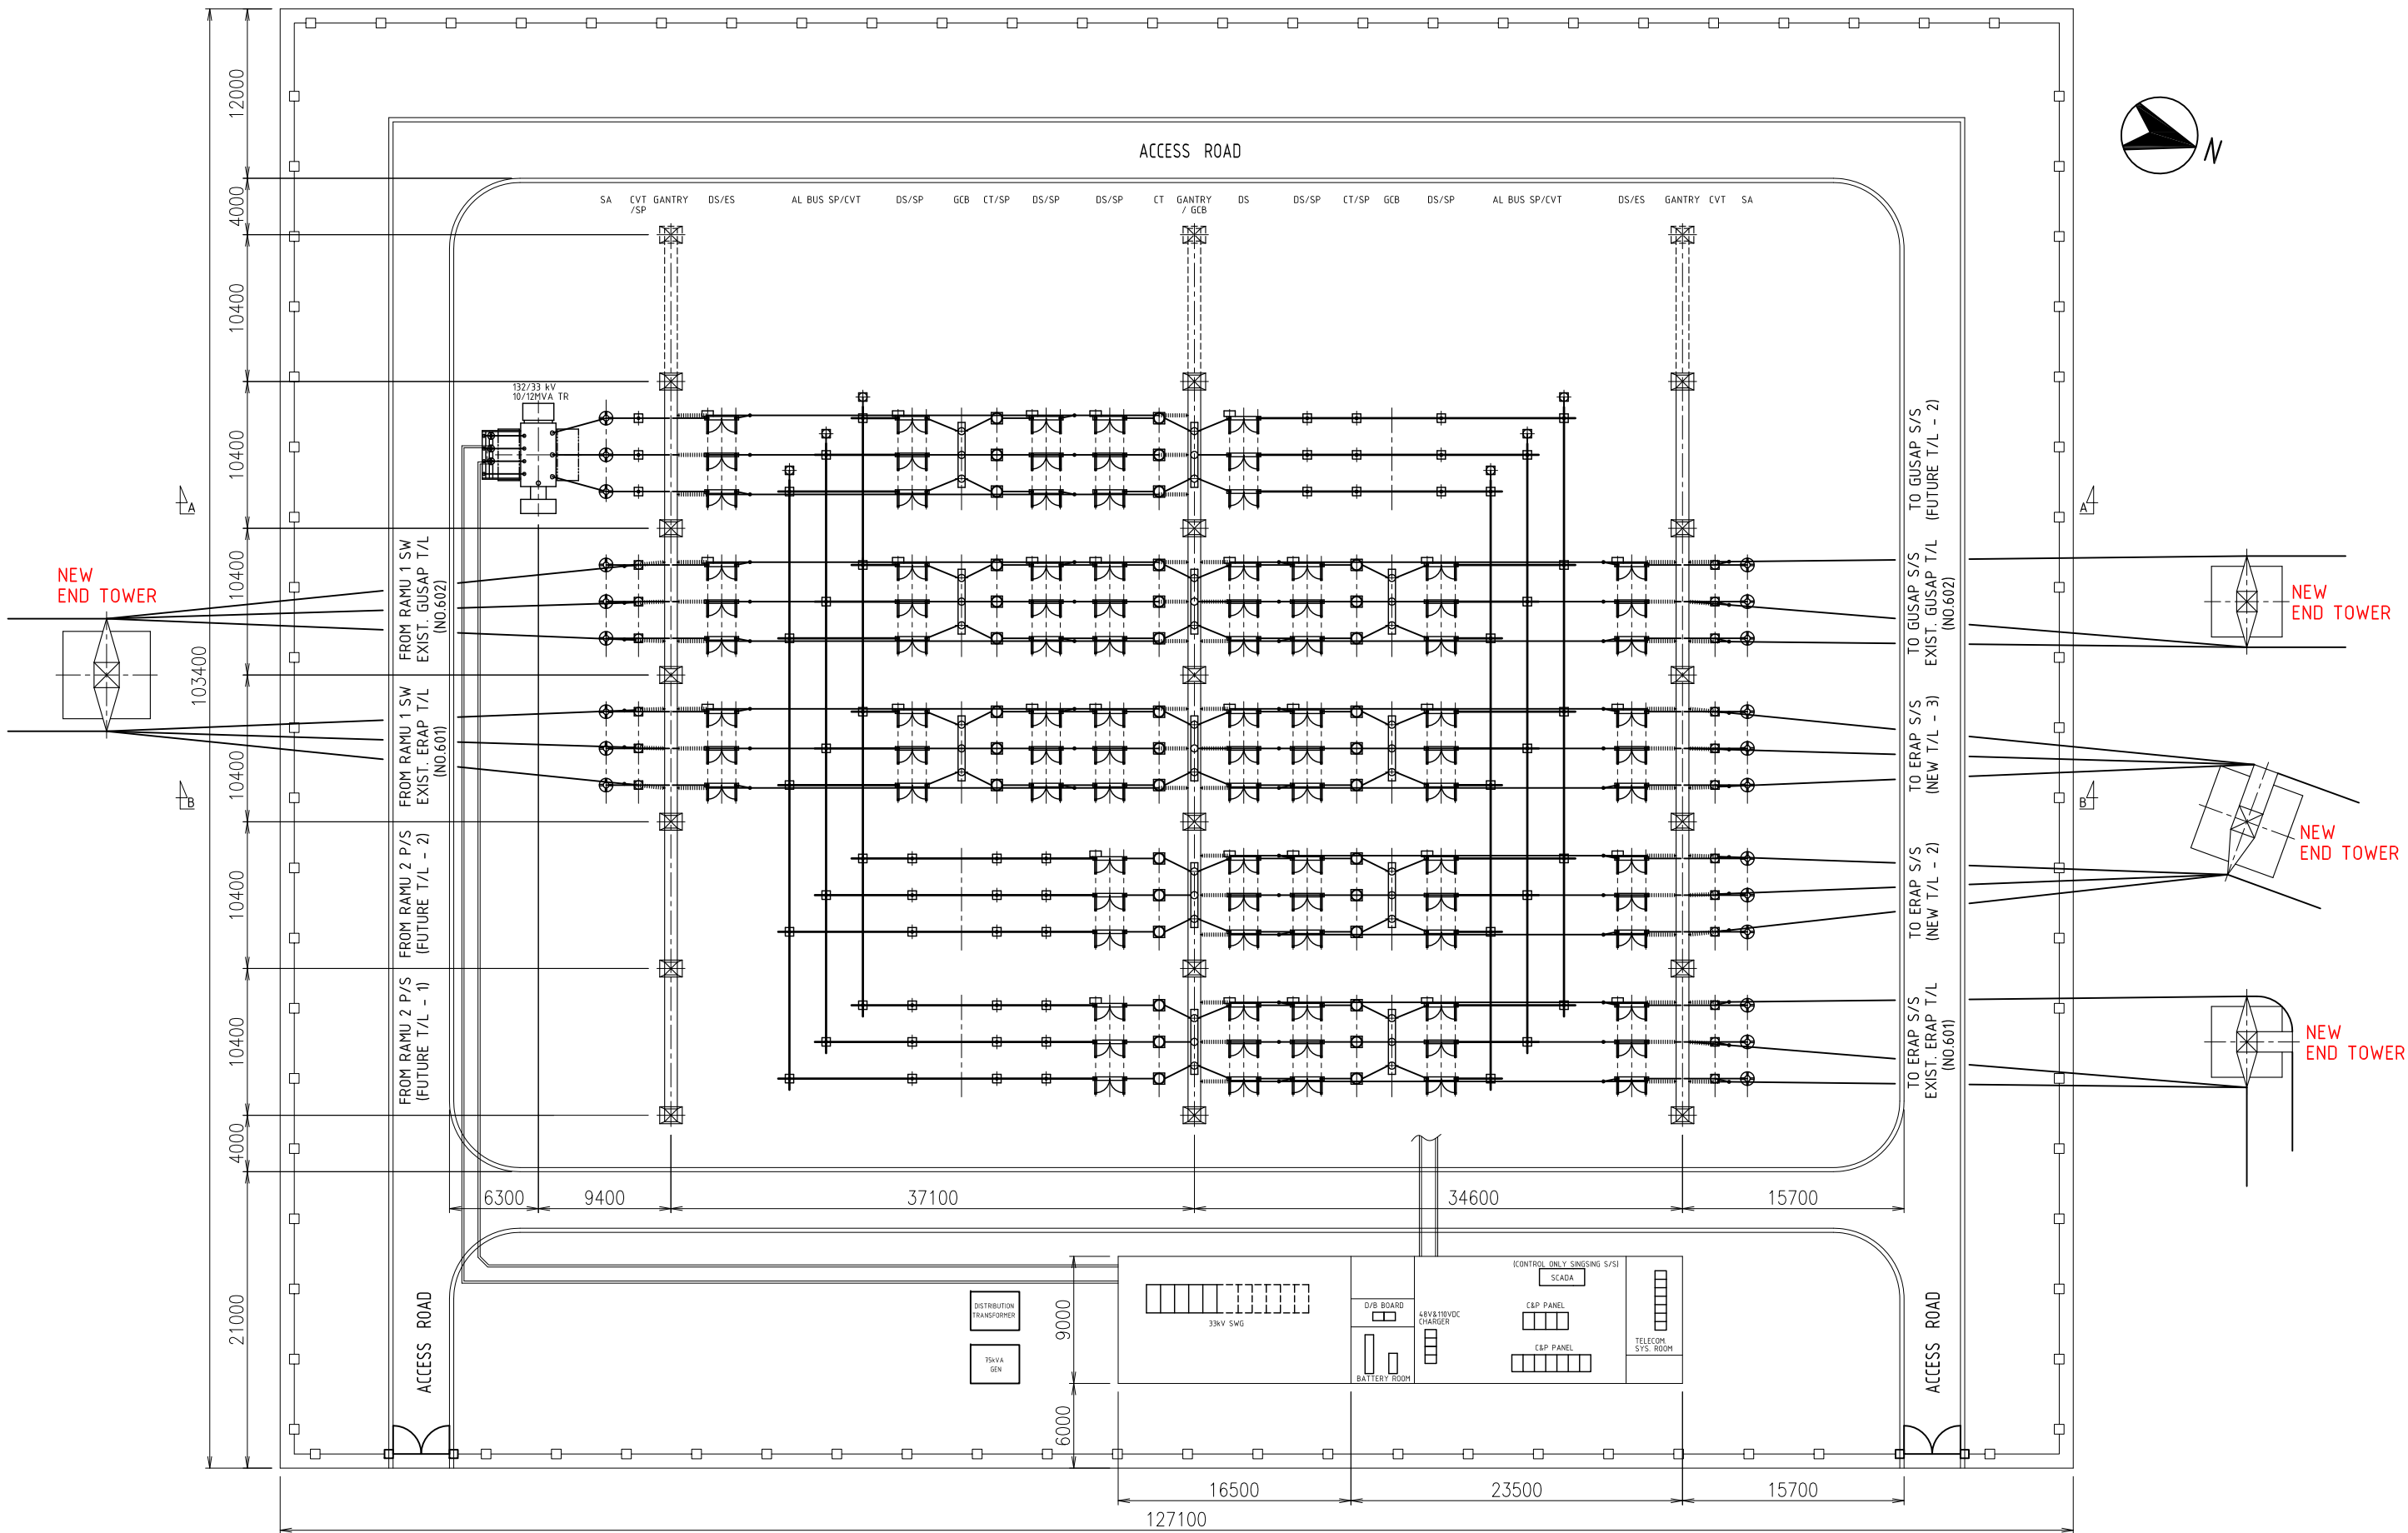 ACCESS ROAD
N
SA
CVT
/SP
GANTRY
DS/ES
AL BUS SP/CVT
DS/SP
GCB
CT/SP
DS/SP
DS/SP
CT
GANTRY
/ GCB
DS
DS/SP
CT/SP
GCB
DS/SP
AL BUS SP/CVT
DS/ES
GANTRY
CVT
SA
12000
4000
10400
10400
10400
10400
10400
10400
4000
21000
103400
132/33 kV
10/12MVA TR
A
A
B
B
NEW
END TOWER
FROM RAMU 1 SW
EXIST. GUSAP T/L
(NO.602)
FROM RAMU 1 SW
EXIST. ERAP T/L
(NO.601)
FROM RAMU 2 P/S
(FUTURE T/L - 2)
FROM RAMU 2 P/S
(FUTURE T/L - 1)
TO GUSAP S/S
(FUTURE T/L - 2)
TO GUSAP S/S
EXIST. GUSAP T/L
(NO.602)
TO ERAP S/S
(NEW T/L - 3)
TO ERAP S/S
(NEW T/L - 2)
TO ERAP S/S
EXIST. ERAP T/L
(NO.601)
NEW
END TOWER
NEW
END TOWER
NEW
END TOWER
6300
9400
37100
34600
15700
ACCESS ROAD
ACCESS ROAD
DISTRIBUTION
TRANSFORMER
75kVA
GEN
9000
6000
33kV SWG
D/B BOARD
BATTERY ROOM
48V&110VDC
CHARGER
(CONTROL ONLY SINGSING S/S)
SCADA
C&P PANEL
C&P PANEL
TELECOM.
SYS. ROOM
16500
23500
15700
127100